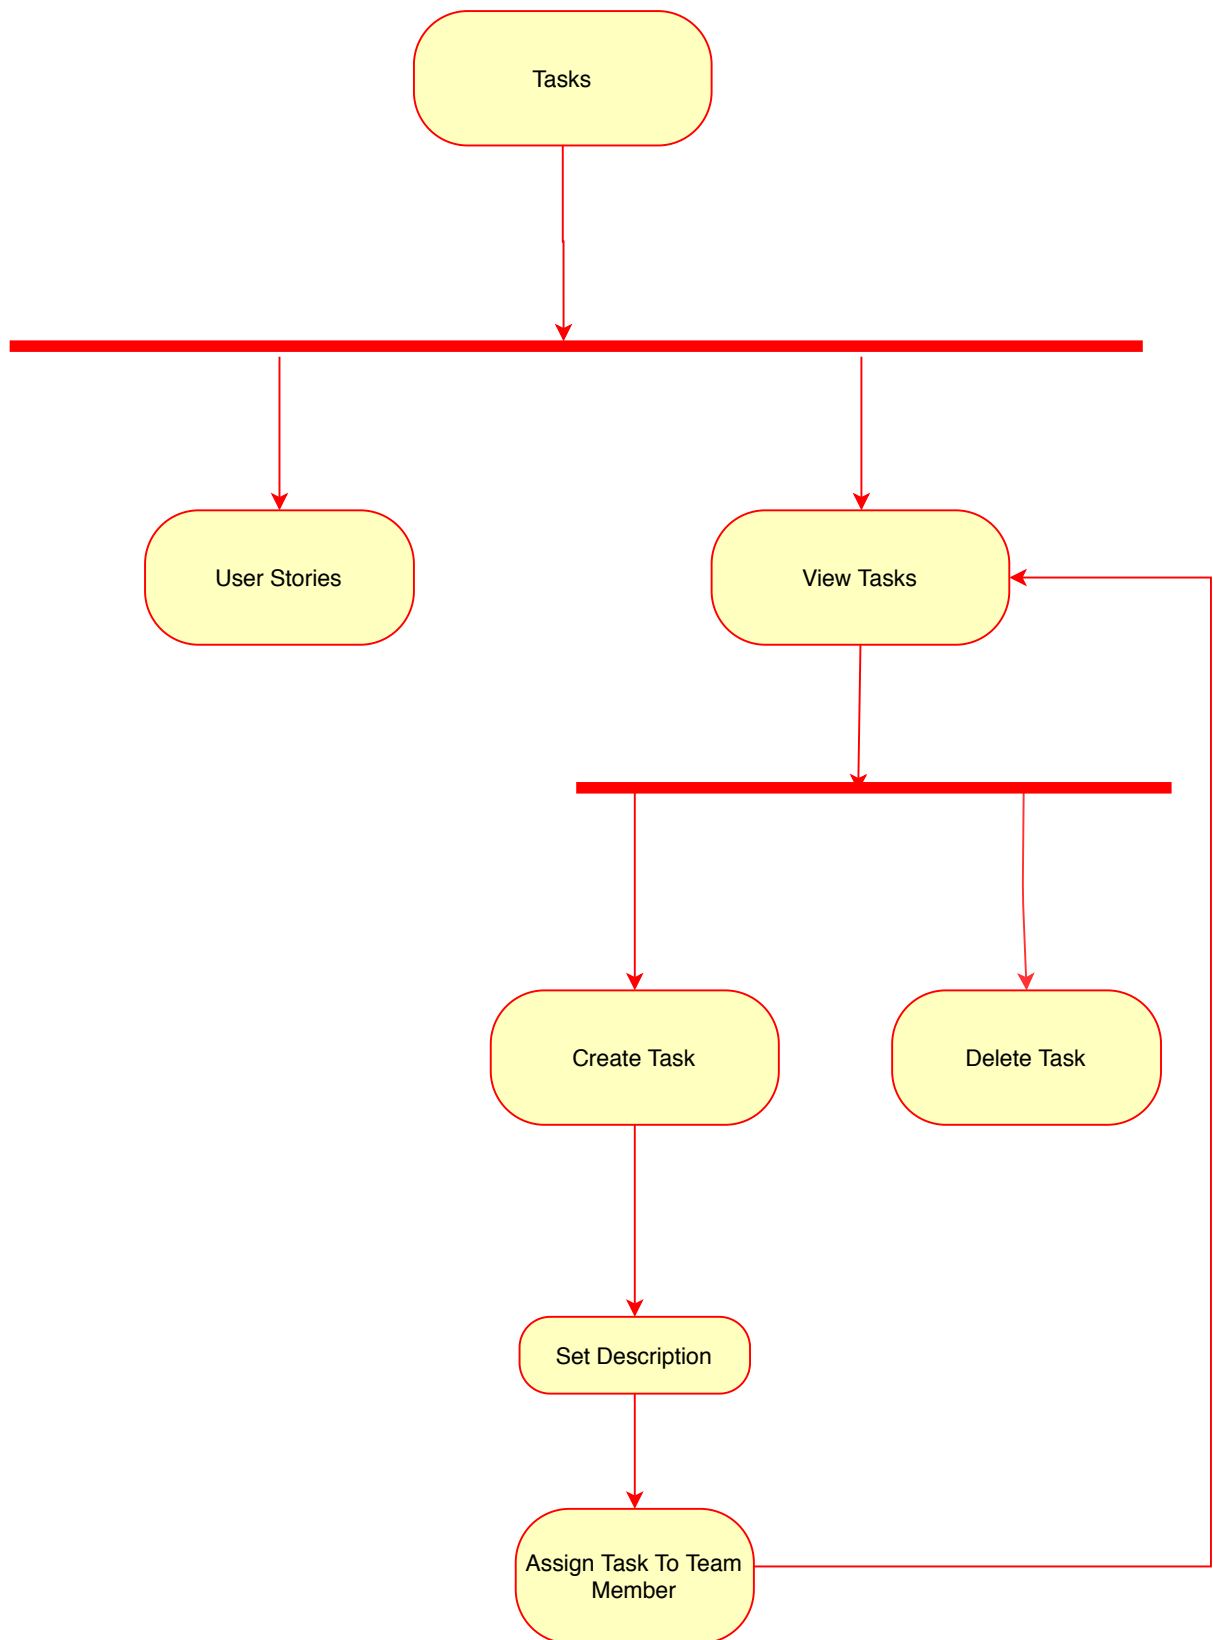 Tasks
User Stories
View Tasks
Create Task
Delete Task
Set Description
Assign Task To Team
Member